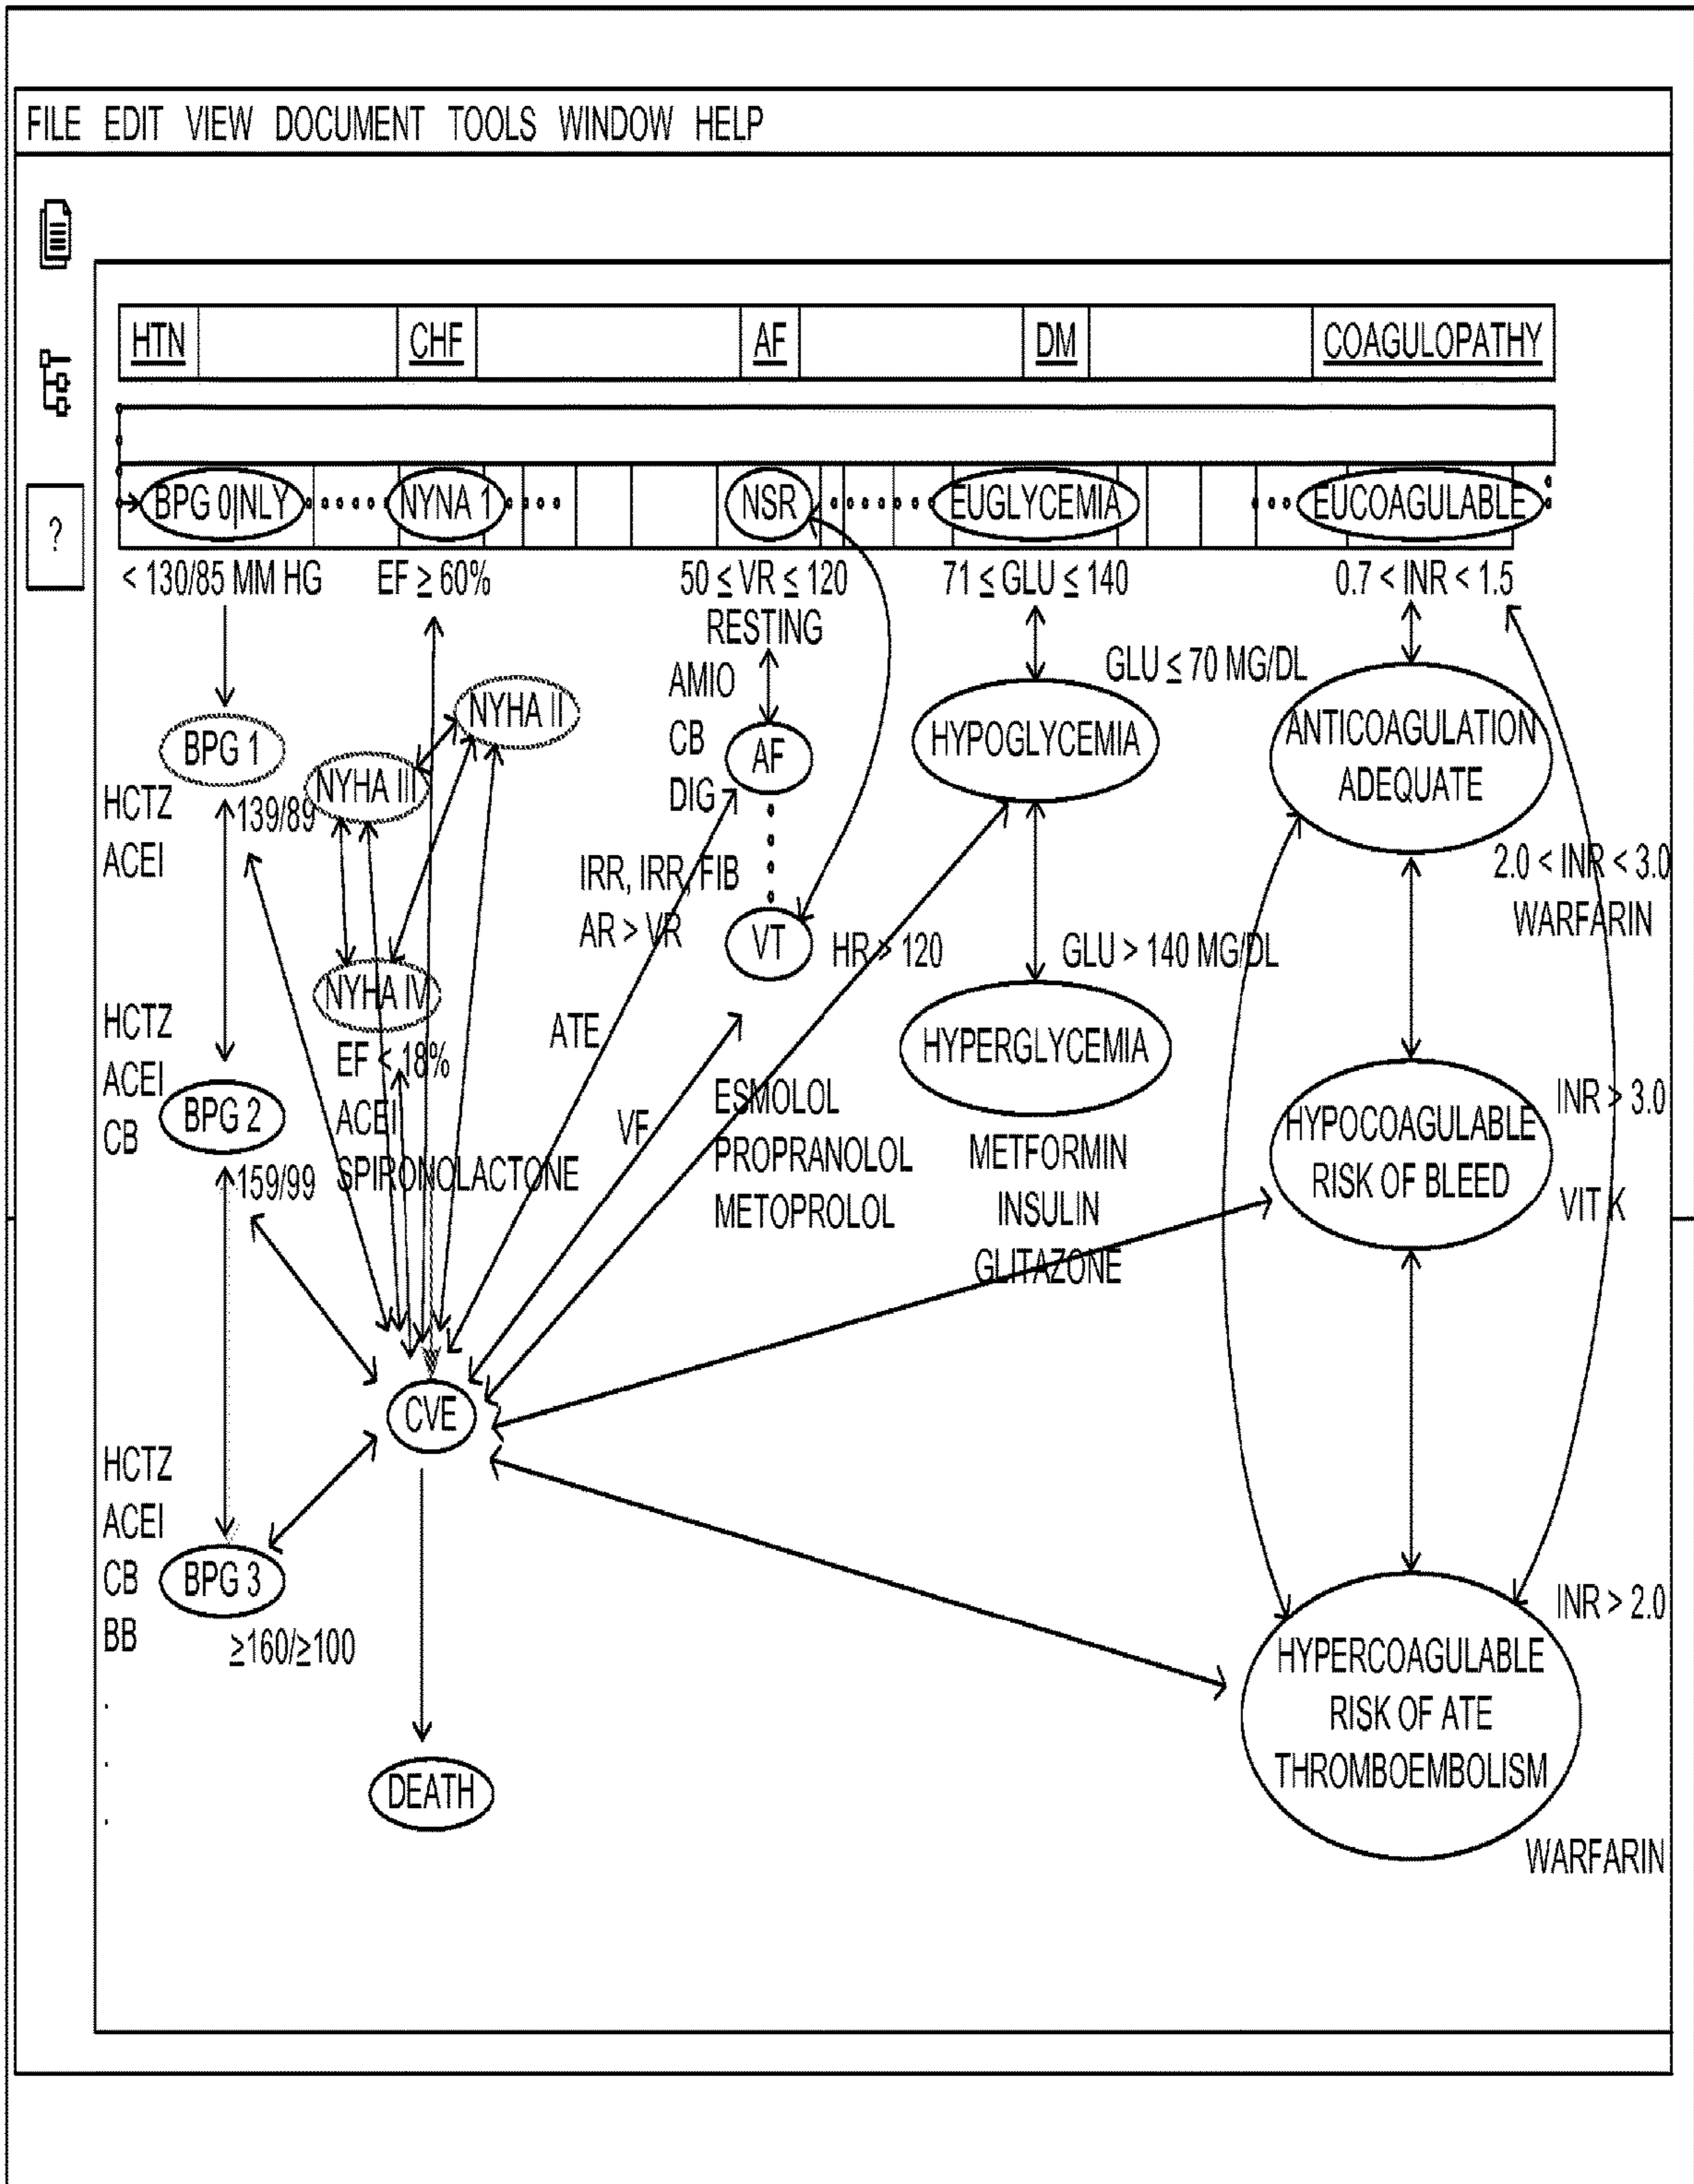 FILE EDIT VIEW DOCUMENT TOOLS WINDOW HELP
?
HTN CHF AF DM COAGULOPATHY
BPG 0|NLY NYNA 1 NSR EUGLYCEMIA EUCOAGULABLE
< 130/85 MM HG EF ≥ 60% 50 ≤ VR ≤ 120 71 ≤ GLU ≤ 140 0.7 < INR < 1.5
RESTING
AMIO
CB
DIG
GLU ≤ 70 MG/DL
BPG 1
NYHA II
NYHA III
AF
HYPOGLYCEMIA
ANTICOAGULATION
ADEQUATE
HCTZ
ACEI
139/89
IRR, IRR, FIB
AR > VR
2.0 < INR < 3.0
WARFARIN
VT
HR > 120
GLU > 140 MG/DL
NYHA IV
EF < 18%
ACEI
SPIRONOLACTONE
HCTZ
ACEI
CB
BPG 2
159/99
ATE
VF
ESMOLOL
PROPRANOLOL
METOPROLOL
HYPERGLYCEMIA
METFORMIN
INSULIN
GLITAZONE
HYPOCOAGULABLE
RISK OF BLEED
INR > 3.0
VIT K
CVE
HCTZ
ACEI
CB
BB
BPG 3
≥160/≥100
.
.
.
DEATH
INR > 2.0
HYPERCOAGULABLE
RISK OF ATE
THROMBOEMBOLISM
WARFARIN